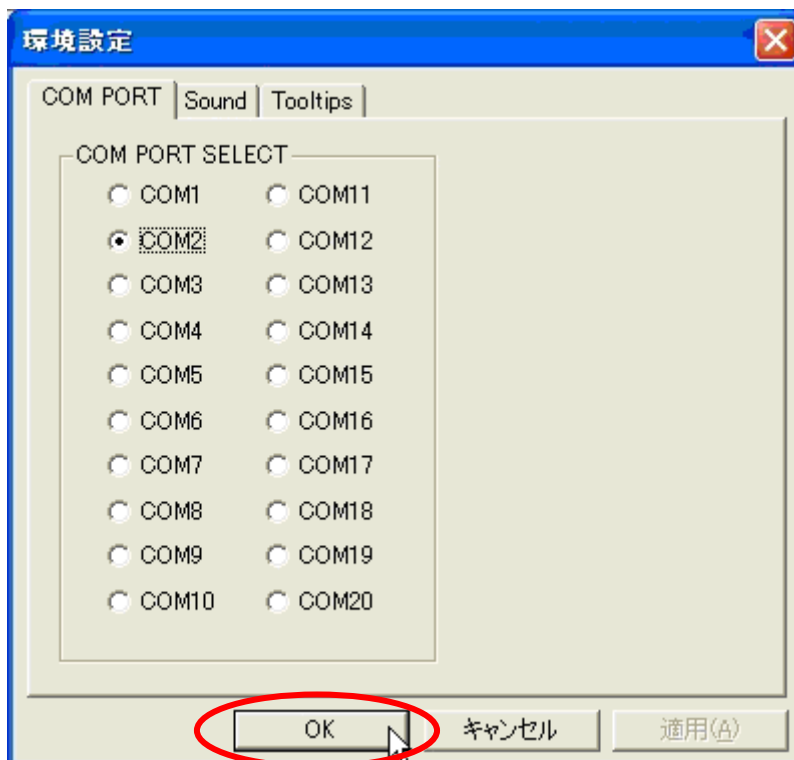 環境設定
COM PORT Sound Tooltips
COM PORT SELECT
COM1 COM11
COM2 COM12
COM3 COM13
COM4 COM14
COM5 COM15
COM6 COM16
COM7 COM17
COM8 COM18
COM9 COM19
COM10 COM20
OK キャンセル 適用(A)